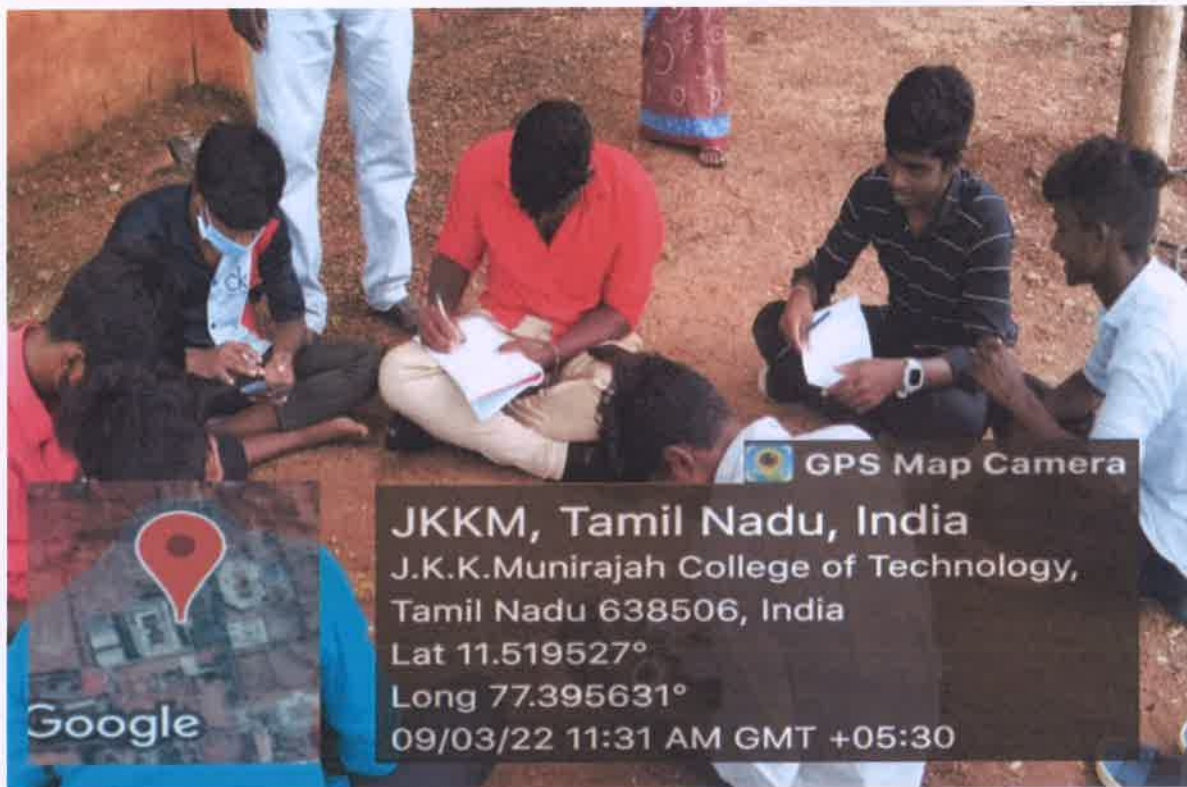 GPS Map Camera
JKKM, Tamil Nadu, India
J.K.K.Munirajah College of Technology,
Tamil Nadu 638506, India
Lat 11.519527°
Long 77.395631°
09/03/22 11:31 AM GMT +05:30
Google